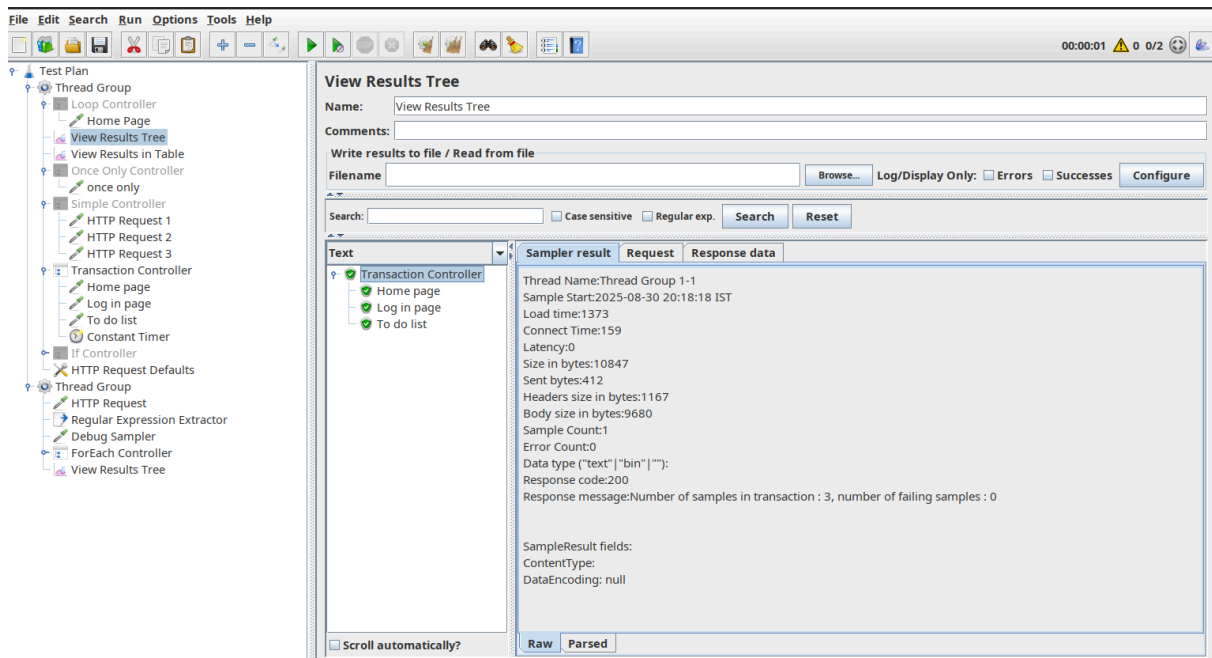 File Edit Search Run Options Tools Help
00:00:01 0 0/2
Test Plan
Thread Group
Loop Controller
Home Page
View Results Tree
View Results in Table
Once Only Controller
once only
Simple Controller
HTTP Request 1
HTTP Request 2
HTTP Request 3
Transaction Controller
Home page
Log in page
To do list
Constant Timer
If Controller
HTTP Request Defaults
Thread Group
HTTP Request
Regular Expression Extractor
Debug Sampler
ForEach Controller
View Results Tree
View Results Tree
Name: View Results Tree
Comments:
Write results to file / Read from file
Filename Browse... Log/Display Only: Errors Successes Configure
Search: Case sensitive Regular exp. Search Reset
Text
Transaction Controller
Home page
Log in page
To do list
Scroll automatically?
Sampler result Request Response data
Thread Name:Thread Group 1-1
Sample Start:2025-08-30 20:18:18 IST
Load time:1373
Connect Time:159
Latency:0
Size in bytes:10847
Sent bytes:412
Headers size in bytes:1167
Body size in bytes:9680
Sample Count:1
Error Count:0
Data type ("text"|"bin"|""):
Response code:200
Response message:Number of samples in transaction : 3, number of failing samples : 0
SampleResult fields:
ContentType:
DataEncoding: null
Raw Parsed